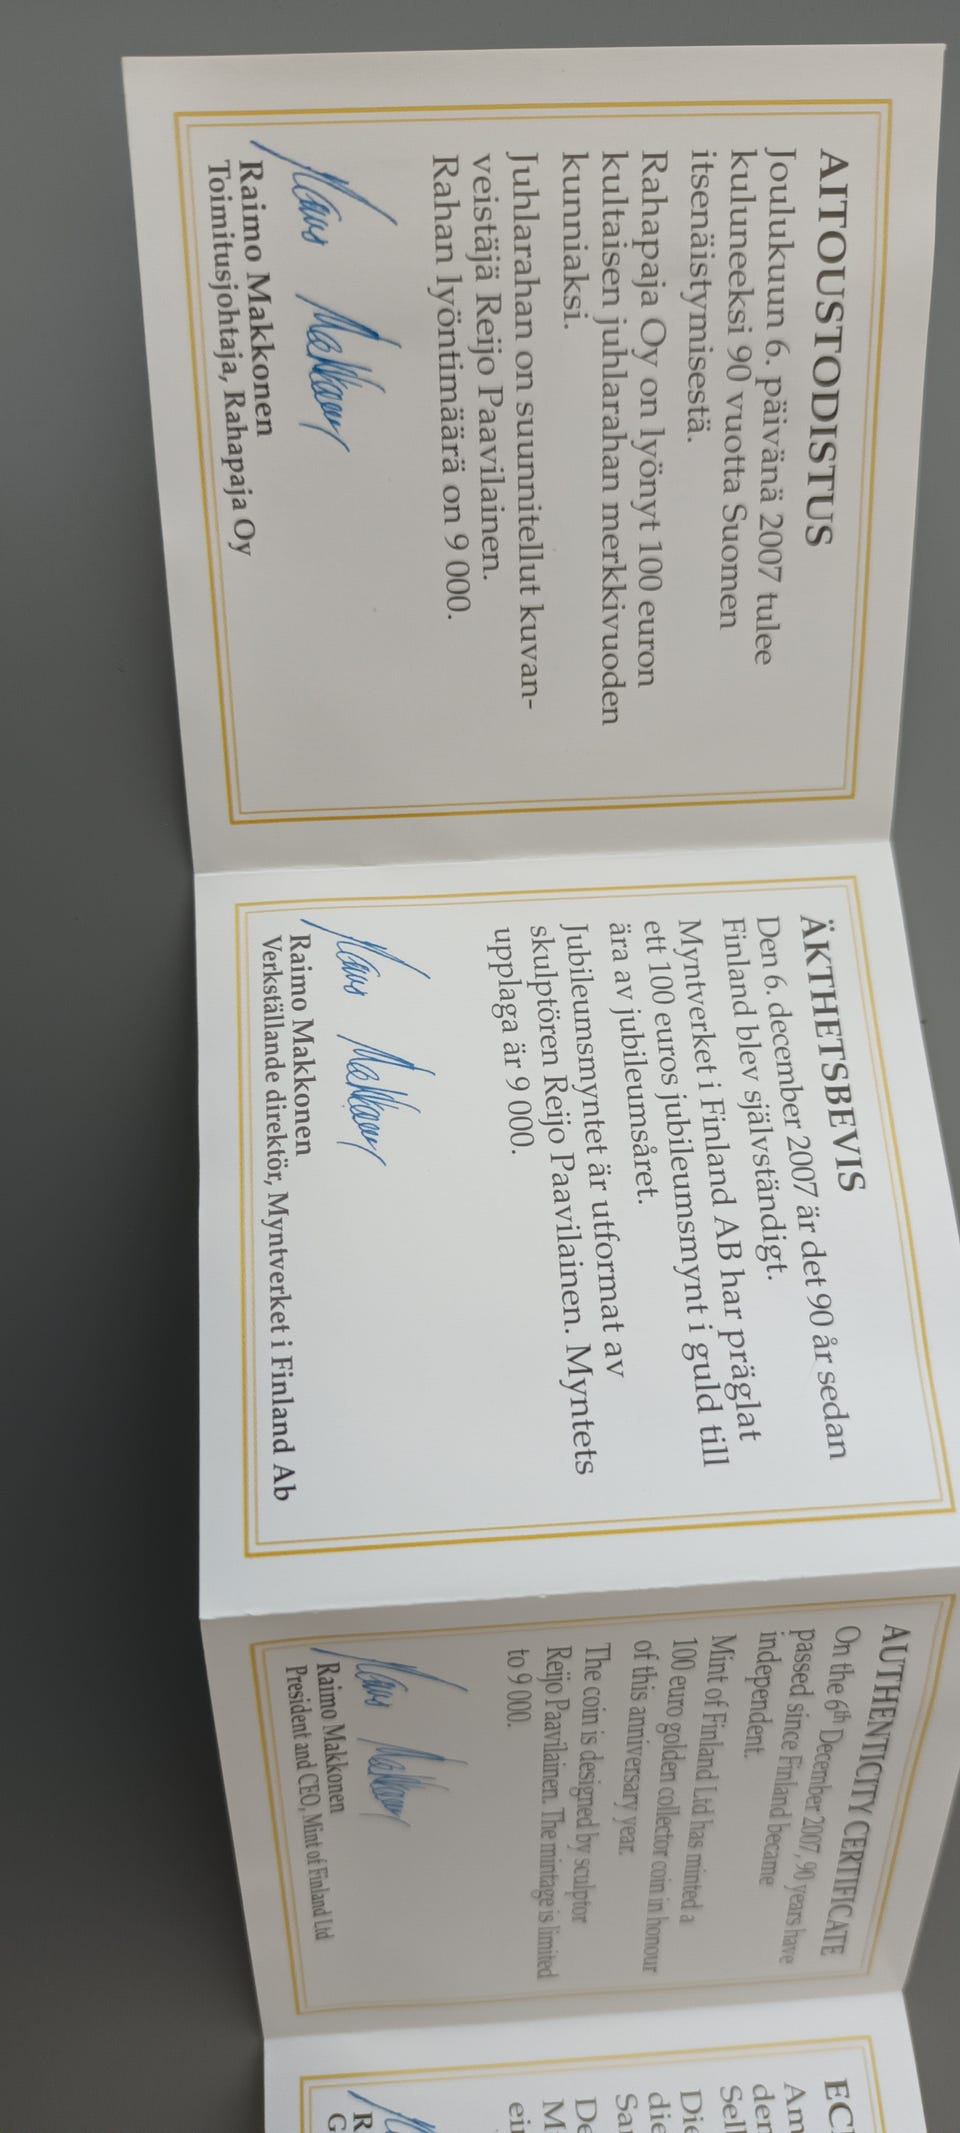 AITOUSTODISTUS
Joulukuun 6. päivänä 2007 tulee
kuluneeksi 90 vuotta Suomen
itsenäistymisestä.
Rahapaja Oy on lyönyt 100 euron
kultaisen juhlarahan merkkivuoden
kunniaksi.
Juhlarahan on suunnitellut kuvan-
veistäjä Reijo Paavilainen.
Rahan lyöntimäärä on 9 000.
Raimo Makkonen
Toimitusjohtaja, Rahapaja Oy
ÄKTHETSBEVIS
Den 6. december 2007 är det 90 år sedan
Finland blev självständigt.
Myntverket i Finland AB har präglat
ett 100 euros jubileumsmynt i guld till
ära av jubileumsåret.
Jubileumsmyntet är utformat av
skulptören Reijo Paavilainen. Myntets
upplaga är 9 000.
Raimo Makkonen
Verkställande direktör, Myntverket i Finland Ab
AUTHENTICITY CERTIFICATE
On the 6th December 2007, 90 years have
passed since Finland became
independent.
Mint of Finland Ltd has minted a
100 euro golden collector coin in honour
of this anniversary year.
The coin is designed by sculptor
Reijo Paavilainen. The mintage is limited
to 9 000.
Raimo Makkonen
President and CEO, Mint of Finland Ltd